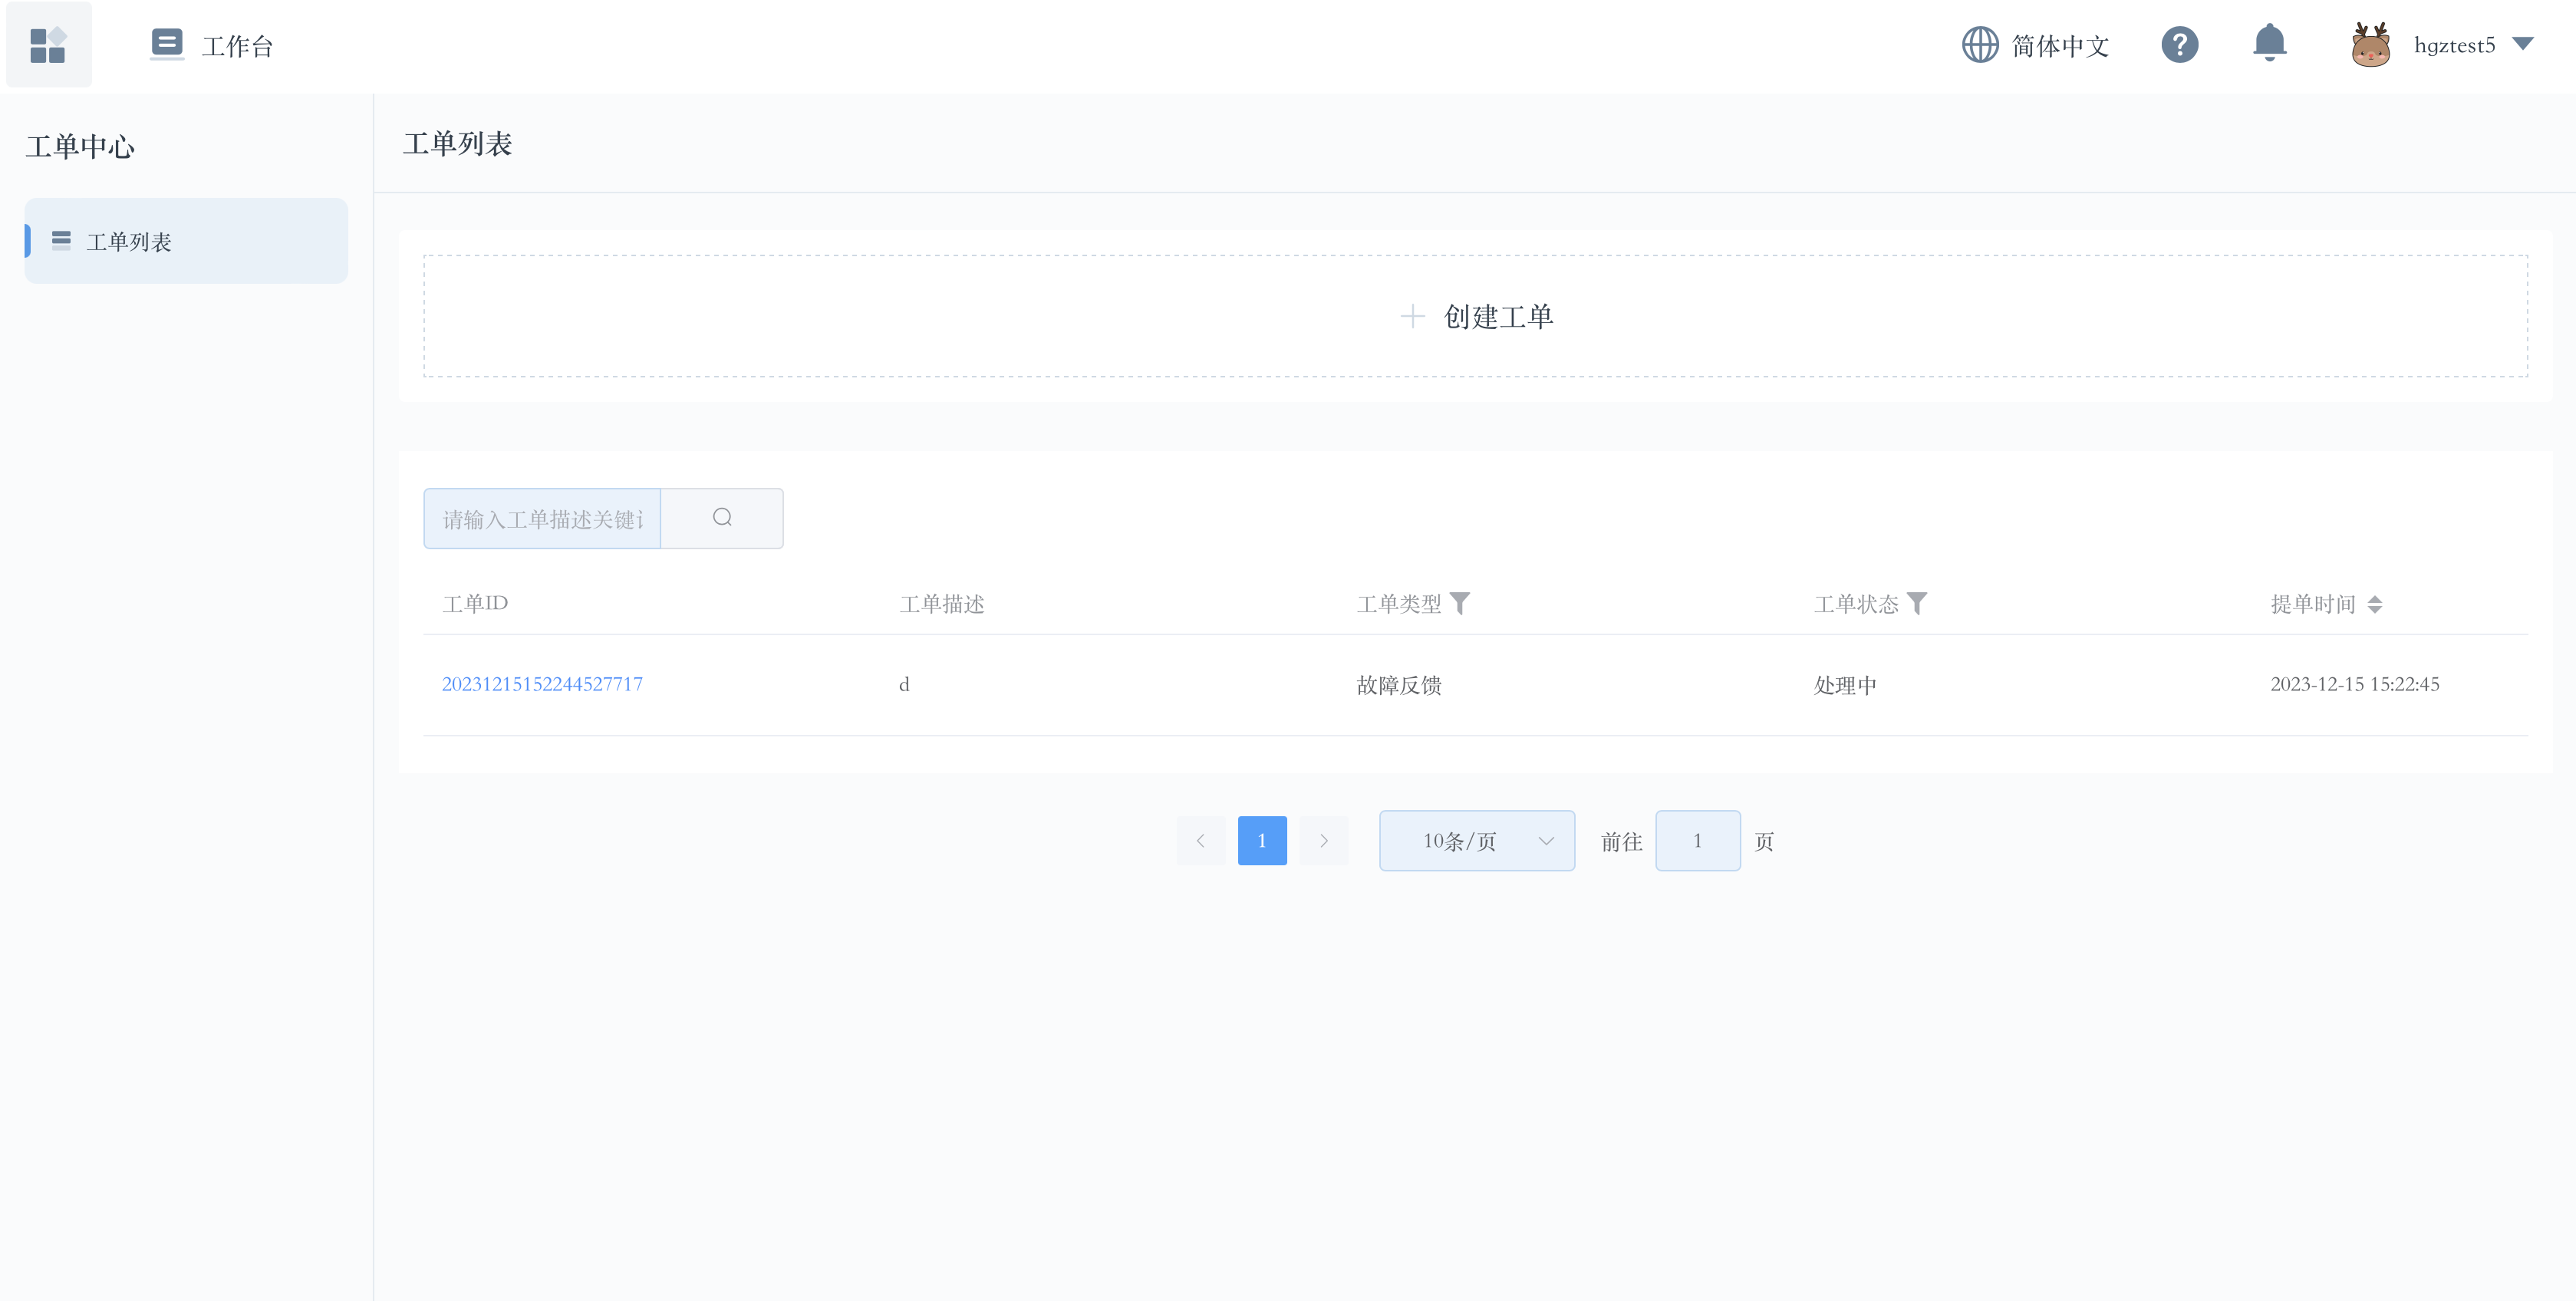 工作台
简体中文
hgztest5
工单中心
工单列表
工单列表
创建工单
请输入工单描述关键
工单ID 工单描述 工单类型 工单状态 提单时间
20231215152244527717 d 故障反馈 处理中 2023-12-15 15:22:45
1 10条/页 前往 1 页